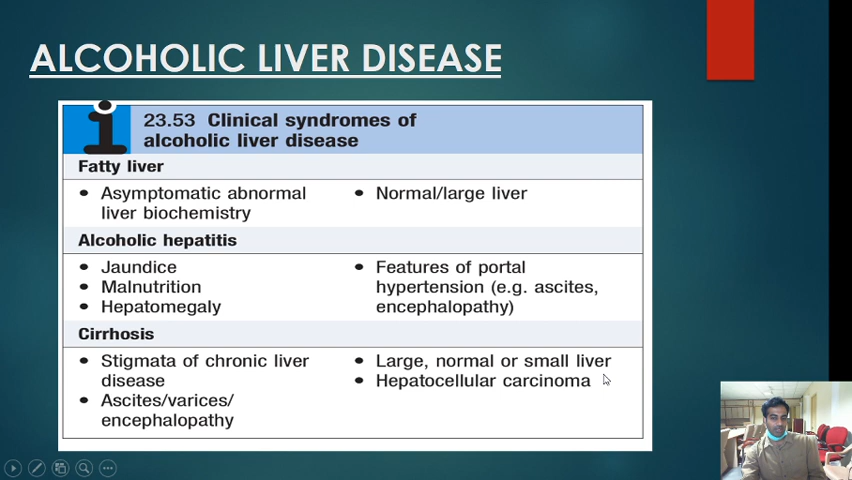 ALCOHOLIC LIVER DISEASE
i
23.53 Clinical syndromes of
alcoholic liver disease
Fatty liver
• Asymptomatic abnormal
liver biochemistry
• Normal/large liver
Alcoholic hepatitis
• Jaundice
• Malnutrition
• Hepatomegaly
• Features of portal
hypertension (e.g. ascites,
encephalopathy)
Cirrhosis
• Stigmata of chronic liver
disease
• Ascites/varices/
encephalopathy
• Large, normal or small liver
• Hepatocellular carcinoma